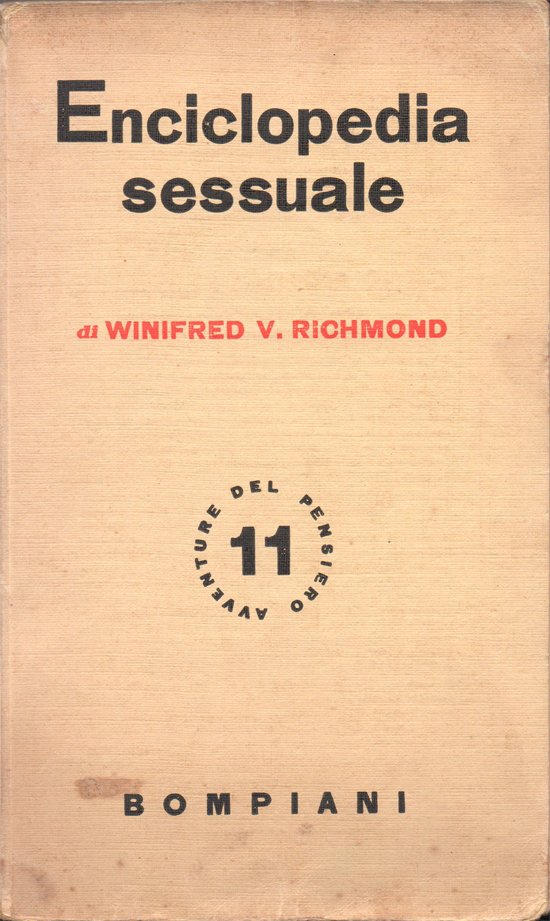 Enciclopedia
sessuale
di WINIFRED V. RICHMOND
AVVENTURE DEL PENSIERO
11
BOMPIANI